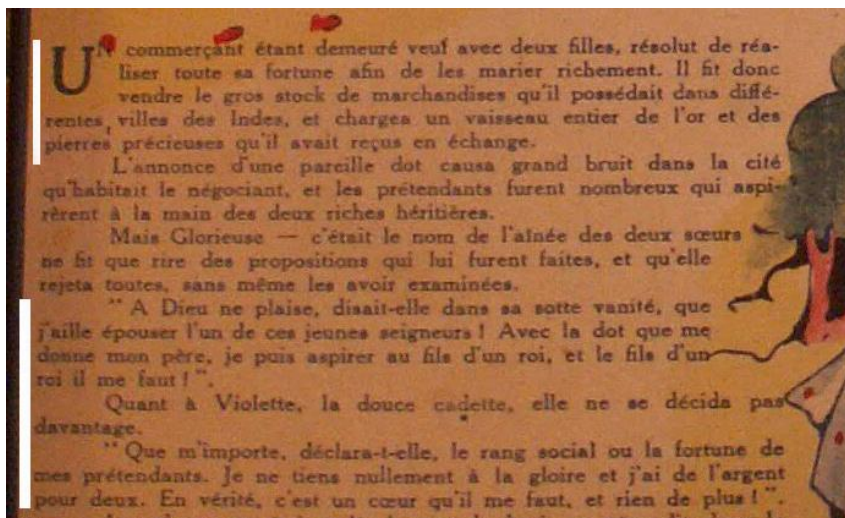 UN commerçant étant demeuré veuf avec deux filles, résolut de réa-
liser toute sa fortune afin de les marier richement. Il fit donc
vendre le gros stock de marchandises qu'il possédait dans diffé-
rentes villes des Indes, et chargea un vaisseau entier de l'or et des
pierres précieuses qu'il avait reçus en échange.
L'annonce d'une pareille dot causa grand bruit dans la cité
qu'habitait le négociant, et les prétendants furent nombreux qui aspi-
rèrent à la main des deux riches héritières.
Mais Glorieuse — c'était le nom de l'aînée des deux sœurs —
ne fit que rire des propositions qui lui furent faites, et qu'elle
rejeta toutes, sans même les avoir examinées.
" A Dieu ne plaise, disait-elle dans sa sotte vanité, que
j'aille épouser l'un de ces jeunes seigneurs ! Avec la dot que me
donne mon père, je puis aspirer au fils d'un roi, et le fils d'un
roi il me faut ! ".
Quant à Violette, la douce cadette, elle ne se décida pas
davantage.
" Que m'importe, déclara-t-elle, le rang social ou la fortune de
mes prétendants. Je ne tiens nullement à la gloire et j'ai de l'argent
pour deux. En vérité, c'est un cœur qu'il me faut, et rien de plus ! ".